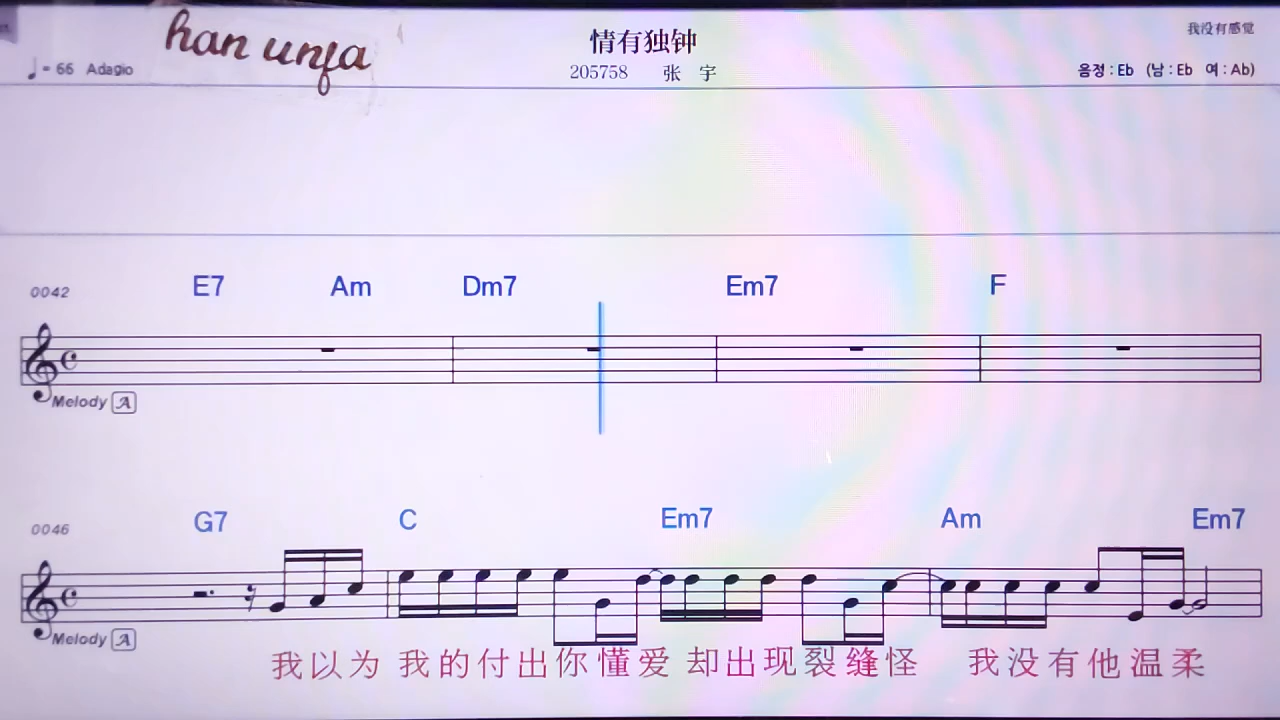 han unfa
情有独钟
我没有感觉
♩= 66 Adagio
205758 张 宇
음정 : Eb (남 : Eb 여 : Ab)
0042 E7 Am Dm7 Em7 F
Melody A
0046 G7 C Em7 Am Em7
Melody A
我以为 我的付出你懂爱 却出现裂缝怪 我没有他温柔